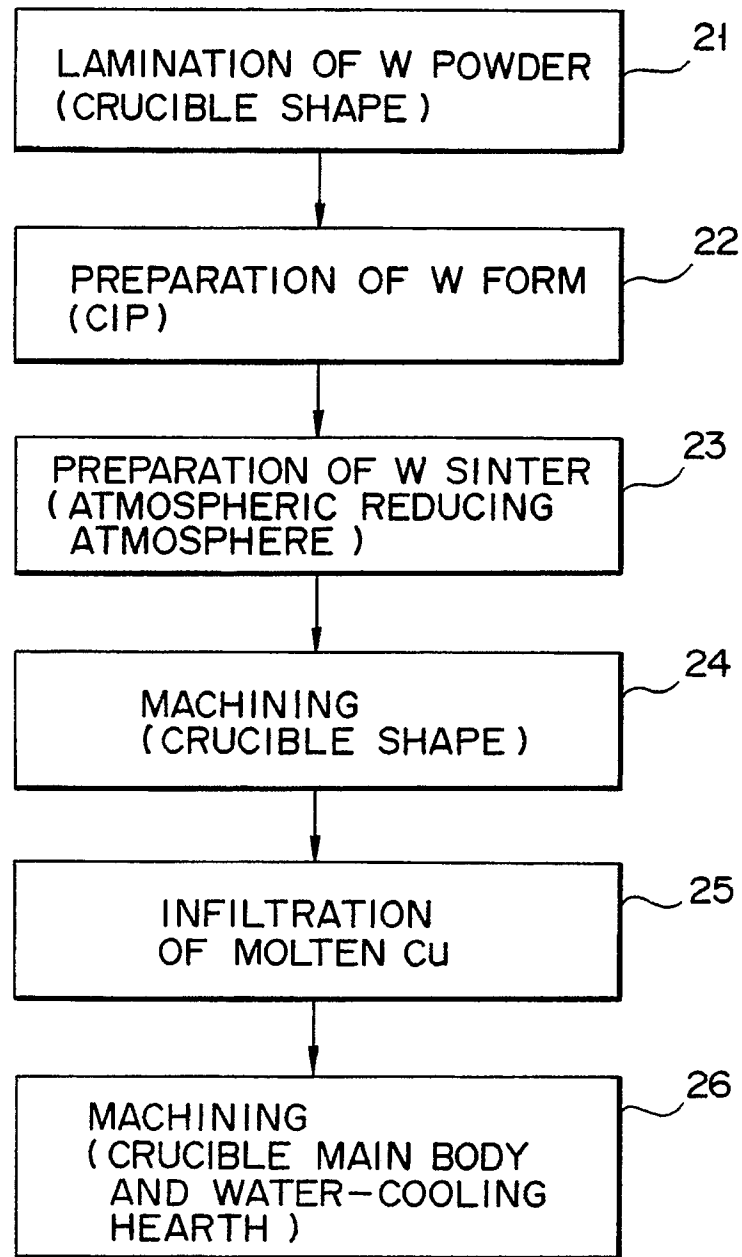 21
LAMINATION OF W POWDER
(CRUCIBLE SHAPE)
22
PREPARATION OF W FORM
(CIP)
23
PREPARATION OF W SINTER
(ATMOSPHERIC REDUCING
ATMOSPHERE)
24
MACHINING
(CRUCIBLE SHAPE)
25
INFILTRATION
OF MOLTEN Cu
26
MACHINING
(CRUCIBLE MAIN BODY
AND WATER-COOLING
HEARTH)